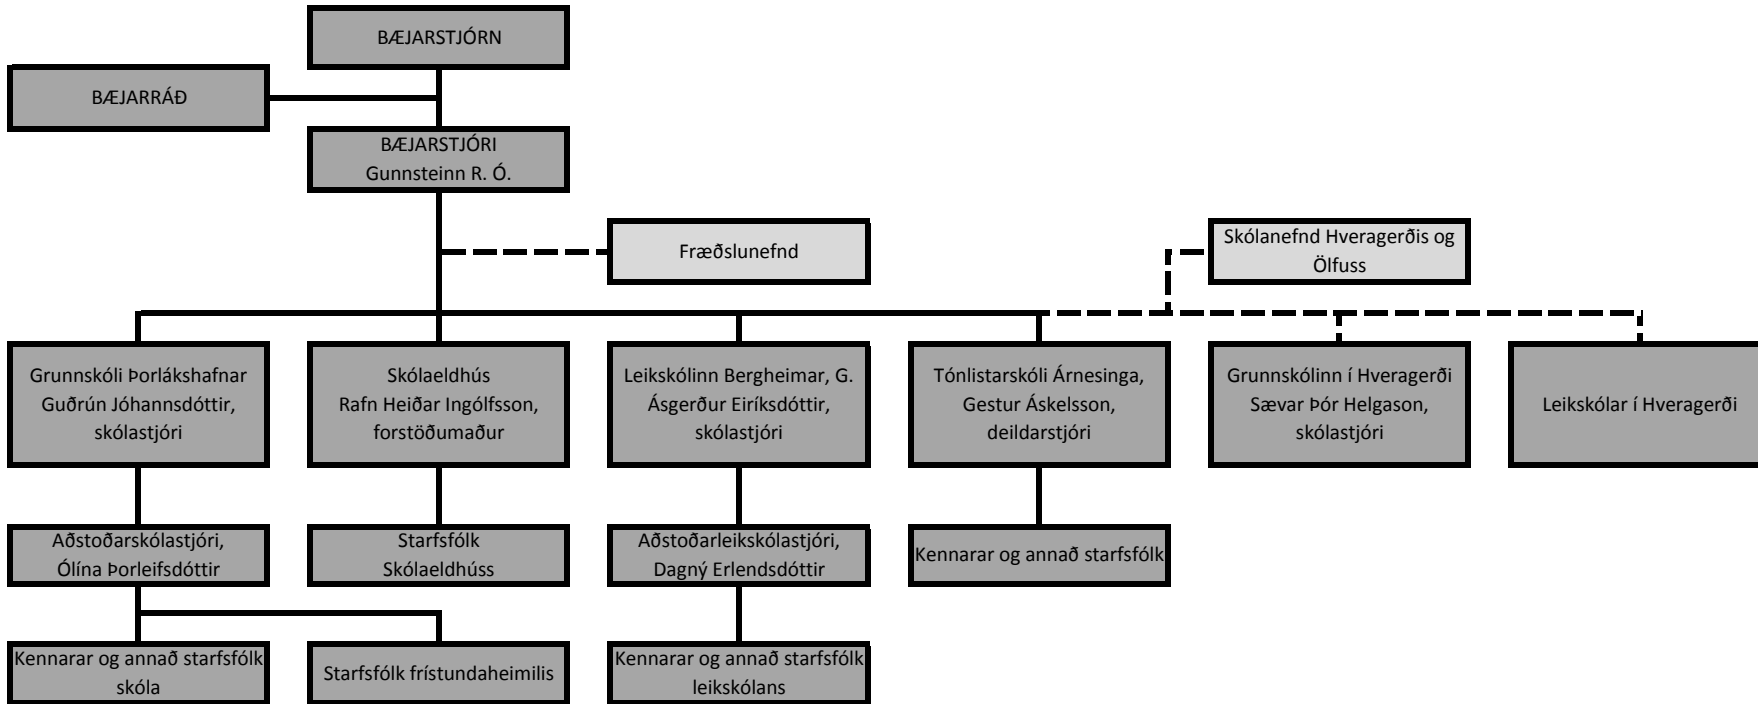 BÆJARSTJÓRN
BÆJARRÁÐ
BÆJARSTJÓRI
Gunnsteinn R. Ó.
Fræðslunefnd
Skólanefnd Hveragerðis og
Ölfuss
Grunnskóli Þorlákshafnar
Guðrún Jóhannsdóttir,
skólastjóri
Skólaeldhús
Rafn Heiðar Ingólfsson,
forstöðumaður
Leikskólinn Bergheimar, G.
Ásgerður Eiríksdóttir,
skólastjóri
Tónlistarskóli Árnesinga,
Gestur Áskelsson,
deildarstjóri
Grunnskólinn í Hveragerði
Sævar Þór Helgason,
skólastjóri
Leikskólar í Hveragerði
Aðstoðarskólastjóri,
Ólína Þorleifsdóttir
Starfsfólk
Skólaeldhúss
Aðstoðarleikskólastjóri,
Dagný Erlendsdóttir
Kennarar og annað starfsfólk
Kennarar og annað starfsfólk
skóla
Starfsfólk frístundaheimilis
Kennarar og annað starfsfólk
leikskólans